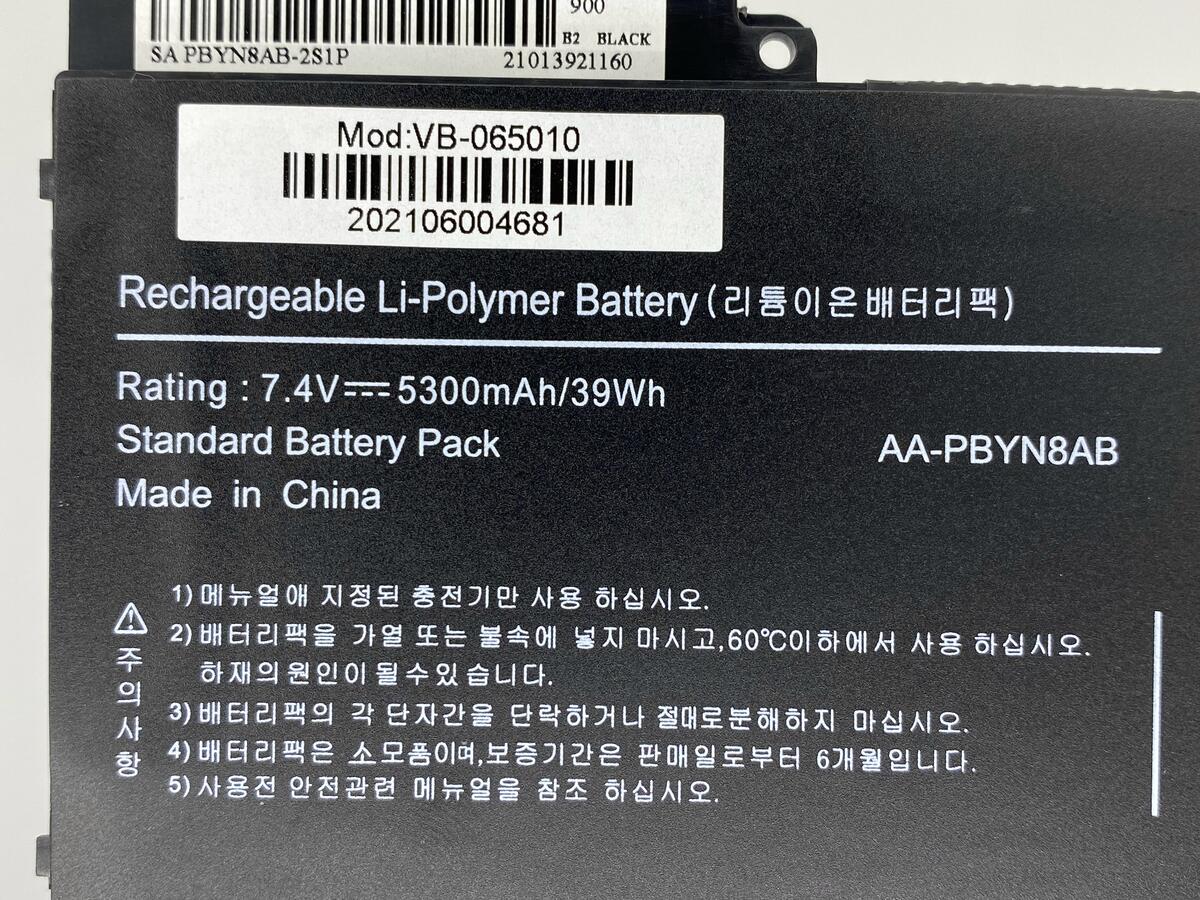 900
B2 BLACK
SA PBYN8AB-2S1P
21013921160
Mod:VB-065010
202106004681
Rechargeable Li-Polymer Battery (리튬이온배터리팩)
Rating : 7.4V⎓5300mAh/39Wh
Standard Battery Pack
AA-PBYN8AB
Made in China
주의사항
1) 메뉴얼애 지정된 충전기만 사용 하십시오.
2) 배터리팩을 가열 또는 불속에 넣지 마시고,60℃이하에서 사용 하십시오.
하재의원인이될수있습니다.
3) 배터리팩의 각 단자간을 단락하거나 절대로분해하지 마십시오.
4) 배터리팩은 소모품이며,보증기간은 판매일로부터 6개월입니다.
5) 사용전 안전관련 메뉴얼을 참조 하십시오.